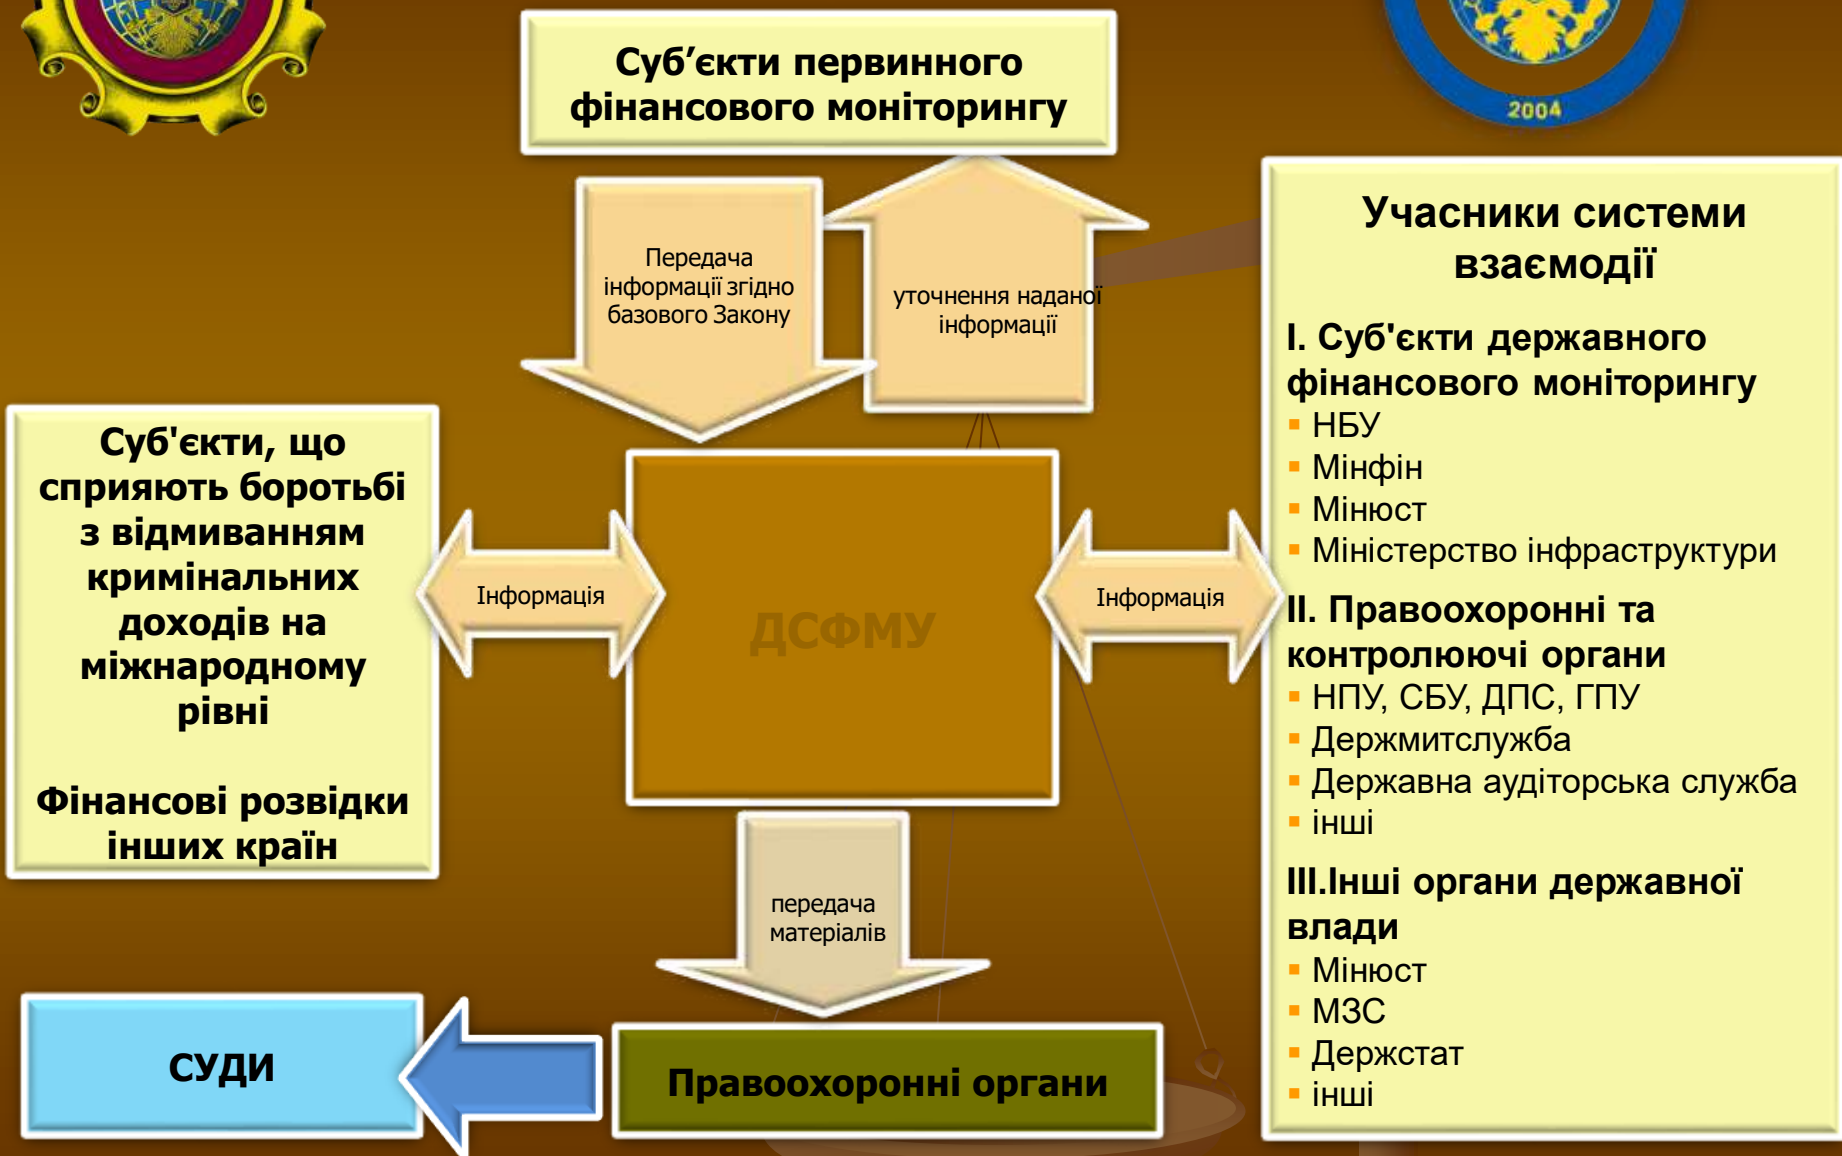 2004
Суб’єкти первинного
фінансового моніторингу
Передача
інформації згідно
базового Закону
уточнення наданої
інформації
Суб'єкти, що
сприяють боротьбі
з відмиванням
кримінальних
доходів на
міжнародному
рівні
Фінансові розвідки
інших країн
Інформація
ДСФМУ
Інформація
Учасники системи
взаємодії
І. Суб'єкти державного
фінансового моніторингу
▪ НБУ
▪ Мінфін
▪ Мінюст
▪ Міністерство інфраструктури
ІІ. Правоохоронні та
контролюючі органи
▪ НПУ, СБУ, ДПС, ГПУ
▪ Держмитслужба
▪ Державна аудіторська служба
▪ інші
ІІІ.Інші органи державної
влади
▪ Мінюст
▪ МЗС
▪ Держстат
▪ інші
передача
матеріалів
Правоохоронні органи
СУДИ